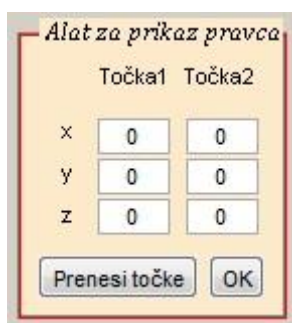 Alat za prikaz pravca
Točka1 Točka2
x 0 0
y 0 0
z 0 0
Prenesi točke OK